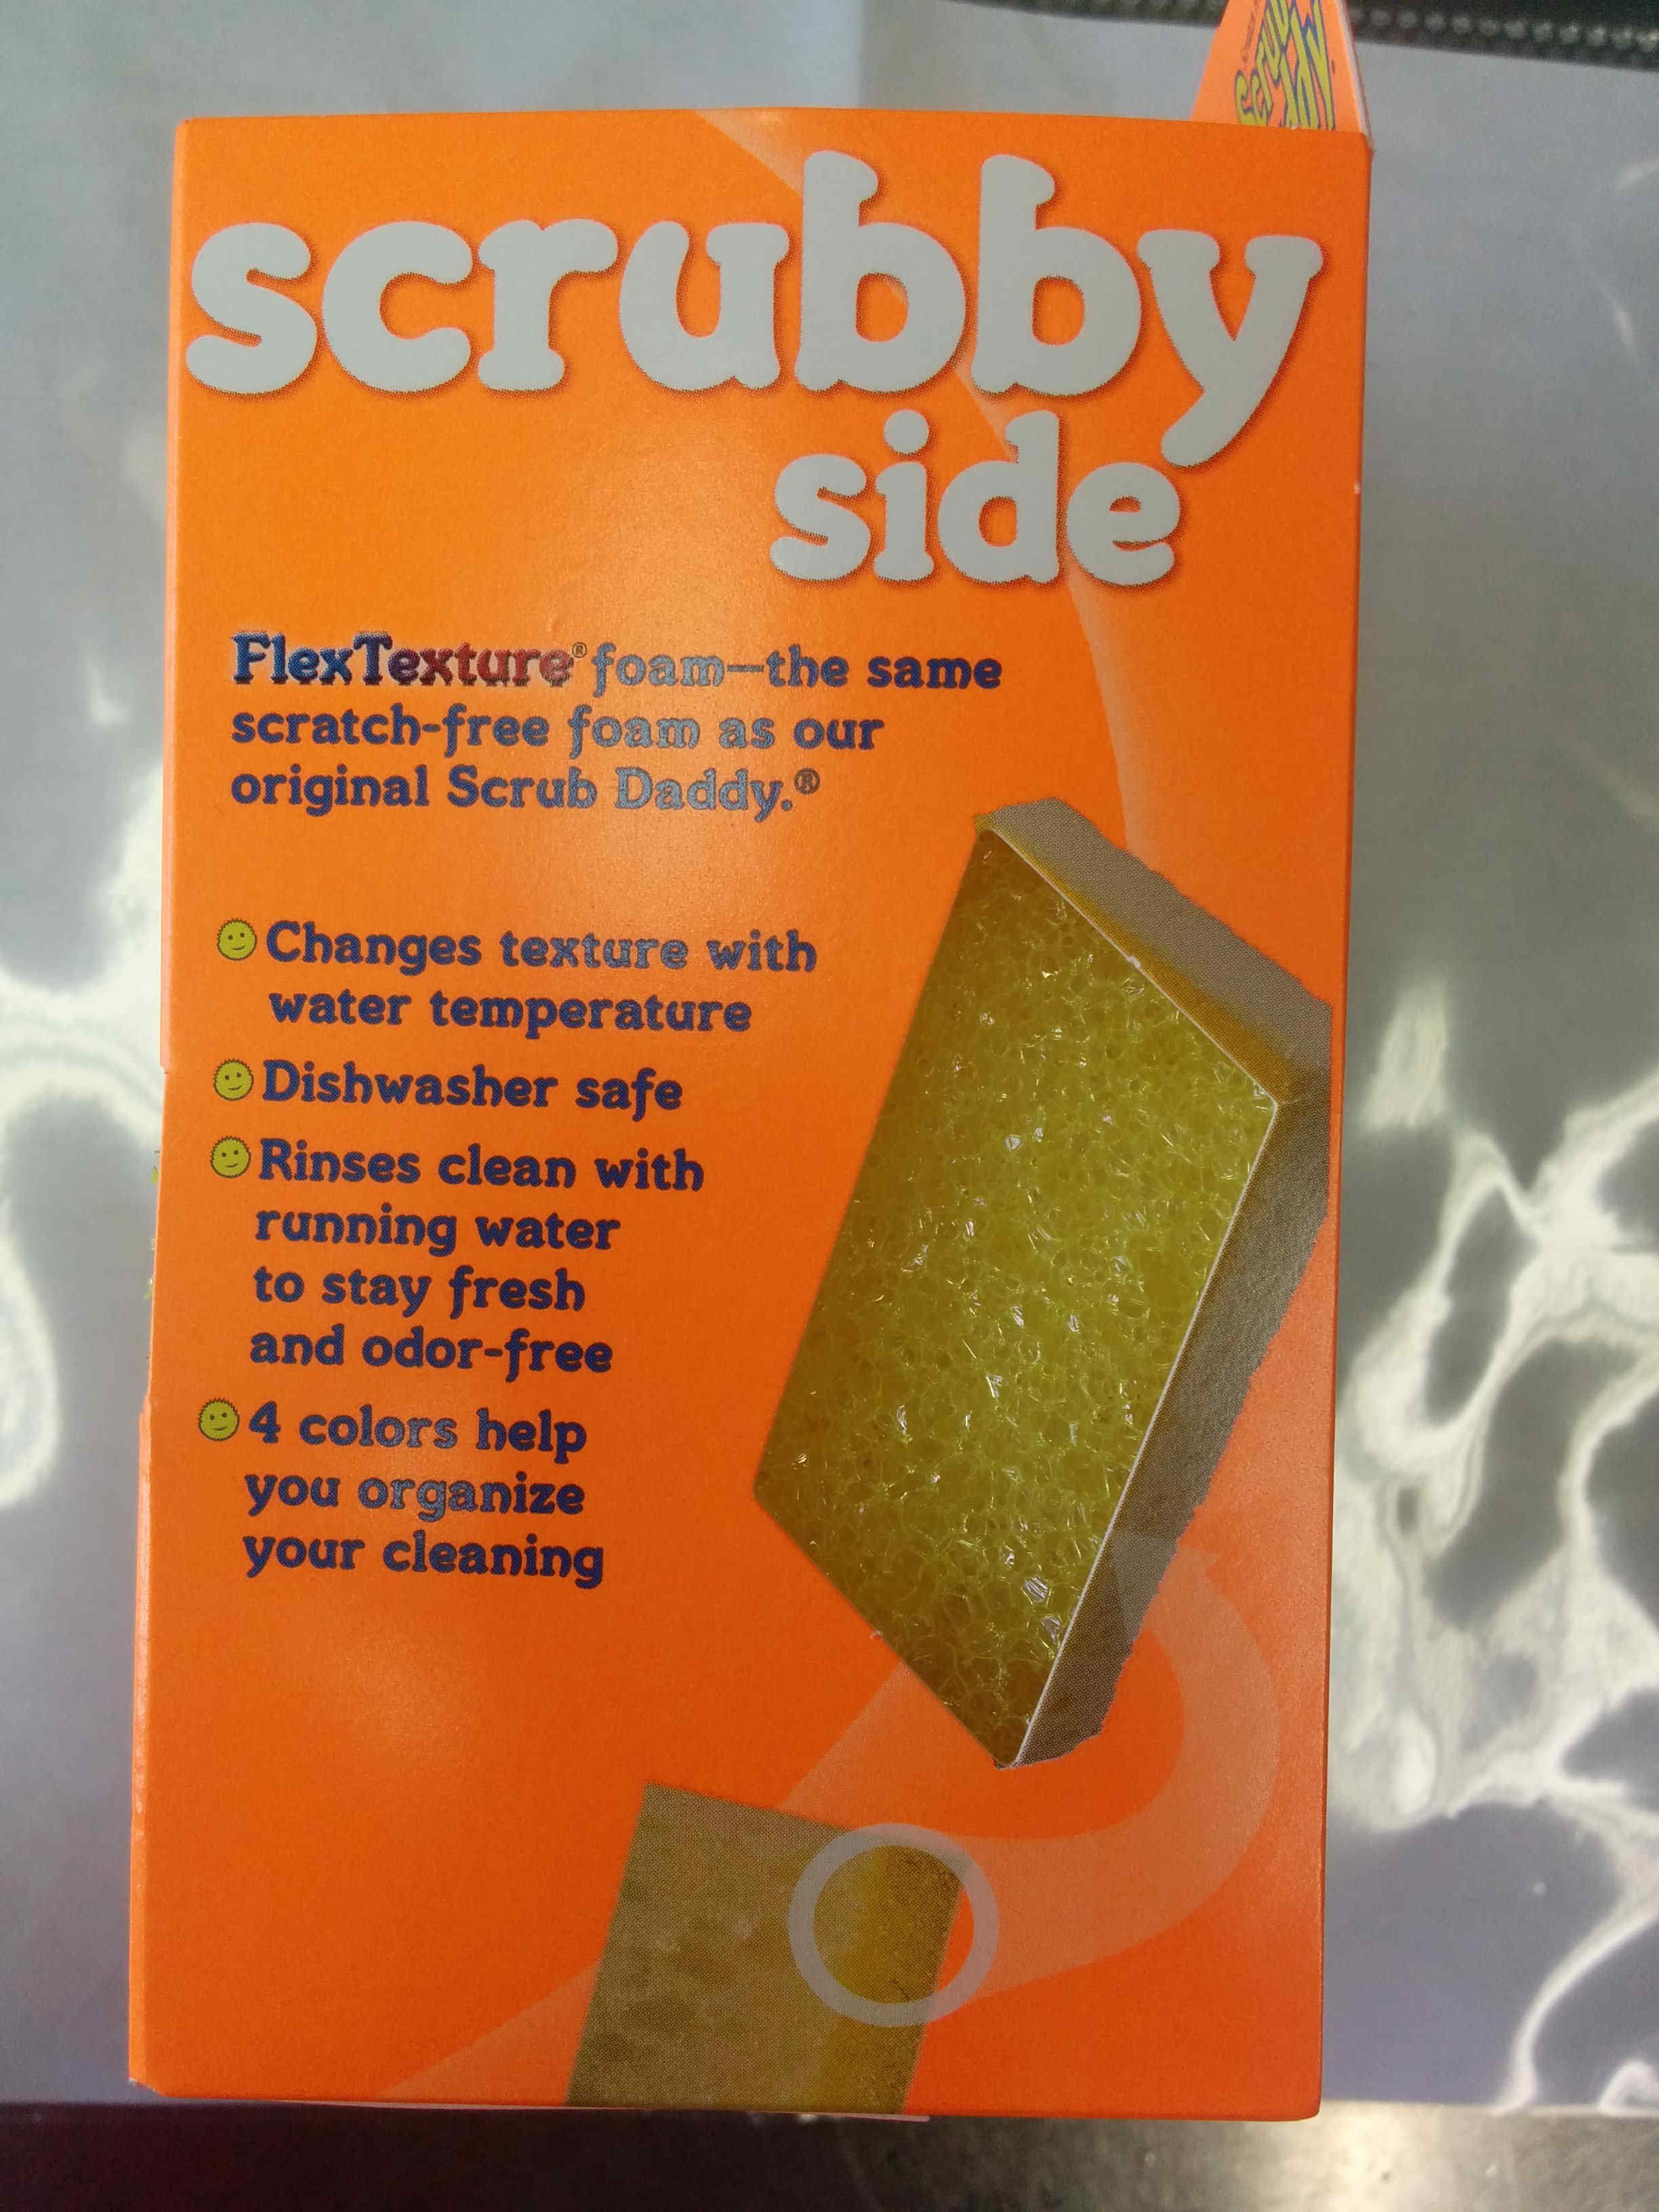 Scrub
Daddy.
scrubby
side
FlexTexture® foam—the same
scratch-free foam as our
original Scrub Daddy.®
Changes texture with
water temperature
Dishwasher safe
Rinses clean with
running water
to stay fresh
and odor-free
4 colors help
you organize
your cleaning